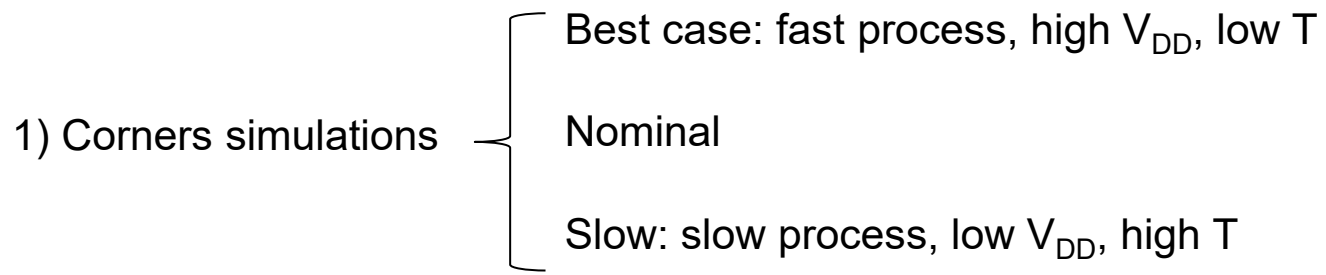 Best case: fast process, high VDD, low T
1) Corners simulations
Nominal
Slow: slow process, low VDD, high T